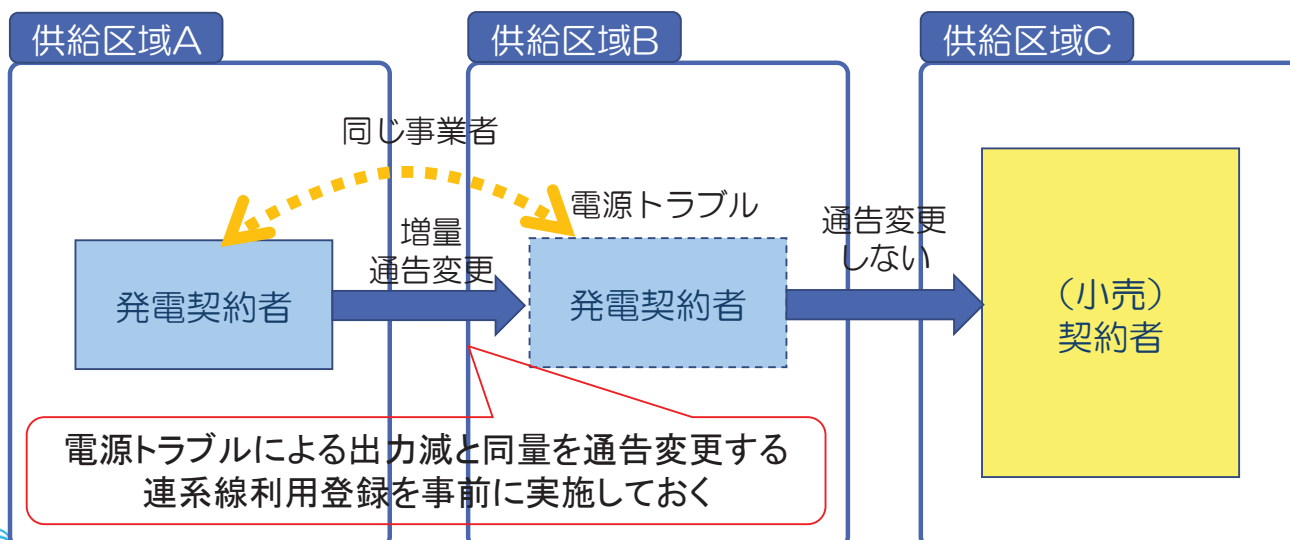 供給区域A
供給区域B
供給区域C
同じ事業者
電源トラブル
増量
通告変更
通告変更
しない
発電契約者
発電契約者
（小売）
契約者
電源トラブルによる出力減と同量を通告変更する
連系線利用登録を事前に実施しておく